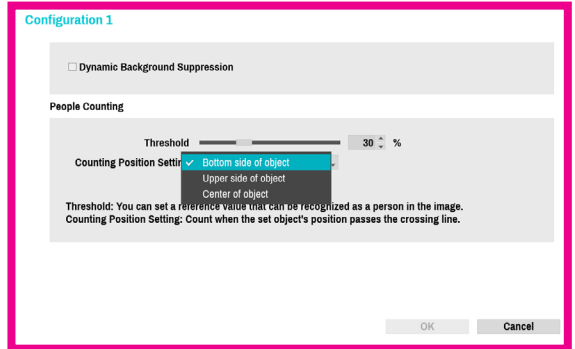 Configuration 1
Dynamic Background Suppression
People Counting
Threshold 30 %
Counting Position Settin ✓ Bottom side of object
Upper side of object
Center of object
Threshold: You can set a reference value that can be recognized as a person in the image.
Counting Position Setting: Count when the set object's position passes the crossing line.
OK Cancel